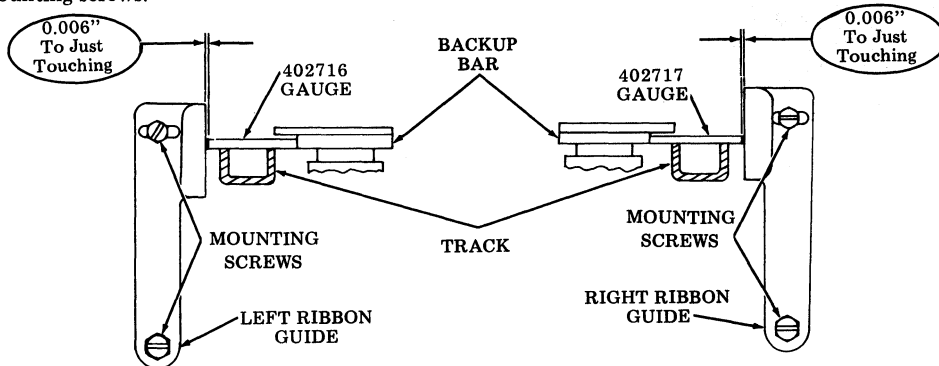 mounting screws.
0.006"
To Just
Touching
402716
GAUGE
BACKUP
BAR
402717
GAUGE
0.006"
To Just
Touching
MOUNTING
SCREWS
TRACK
MOUNTING
SCREWS
LEFT RIBBON
GUIDE
RIGHT RIBBON
GUIDE